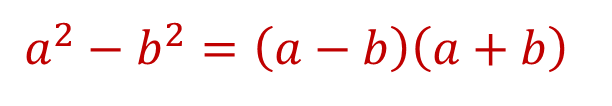 a² − b² = (a − b)(a + b)